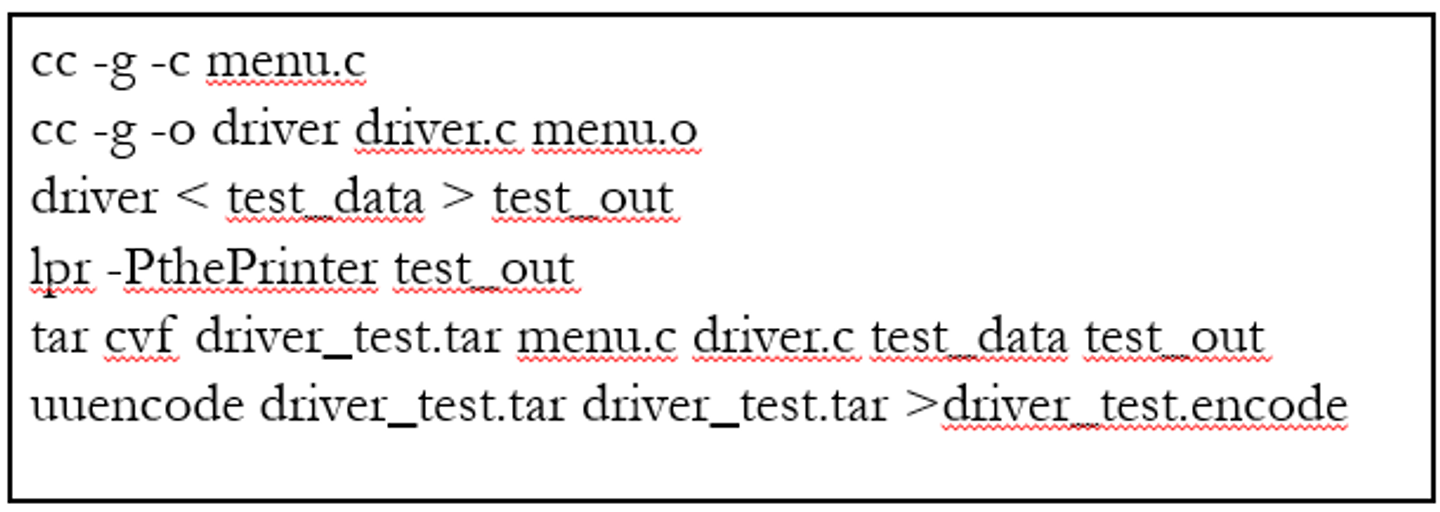 cc -g -c menu.c
cc -g -o driver driver.c menu.o
driver < test_data > test_out
lpr -PthePrinter test_out
tar cvf driver_test.tar menu.c driver.c test_data test_out
uuencode driver_test.tar driver_test.tar >driver_test.encode